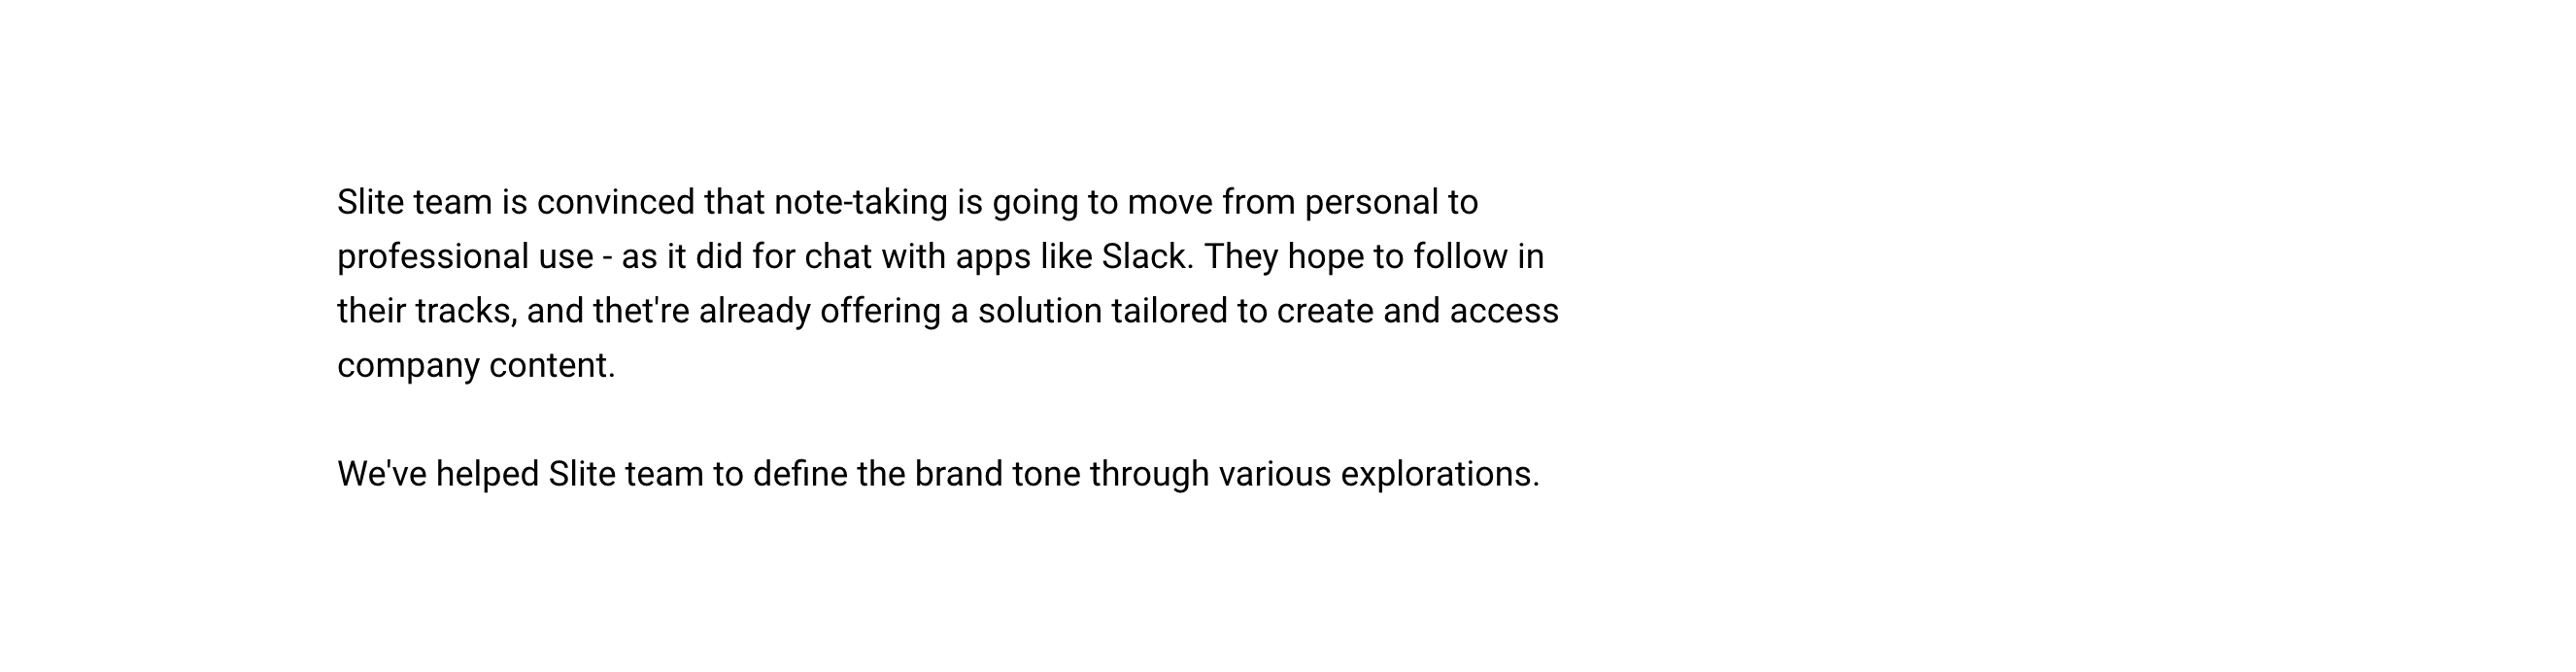 Slite team is convinced that note-taking is going to move from personal to
professional use - as it did for chat with apps like Slack. They hope to follow in
their tracks, and thet're already offering a solution tailored to create and access
company content.
We've helped Slite team to define the brand tone through various explorations.